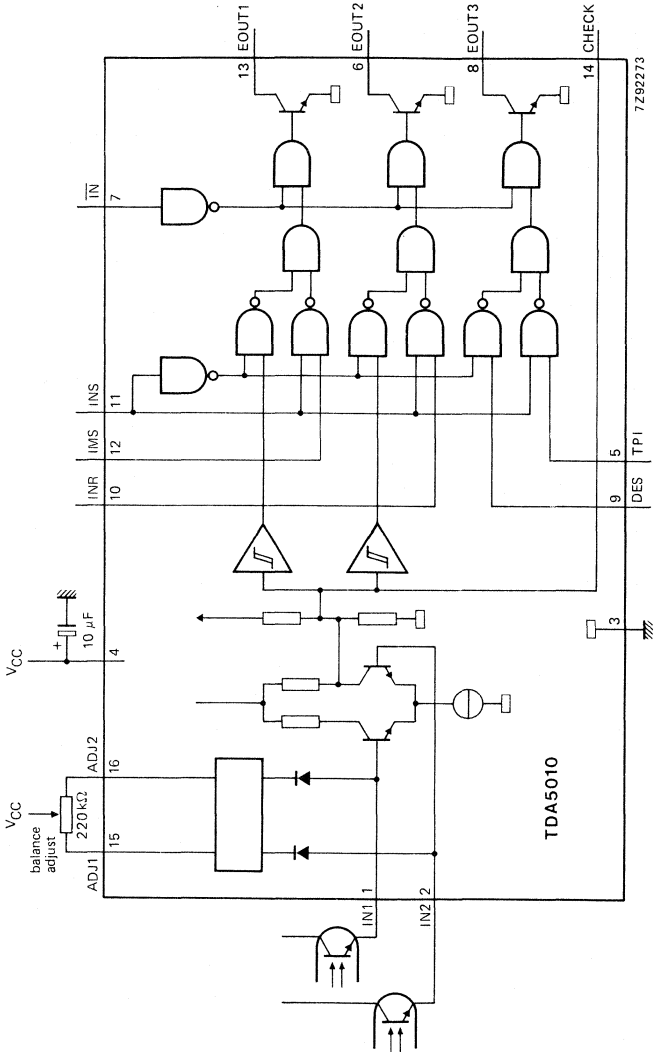 13 EOUT1
6 EOUT2
8 EOUT3
14 CHECK
7Z92273
IN
7
INS
11
IMS
12
INR
10
5 TPI
9 DES
VCC
4
+
10 µF
3
VCC
balance
adjust
220 kΩ
ADJ1
15
16
ADJ2
TDA5010
IN1 1
IN2 2